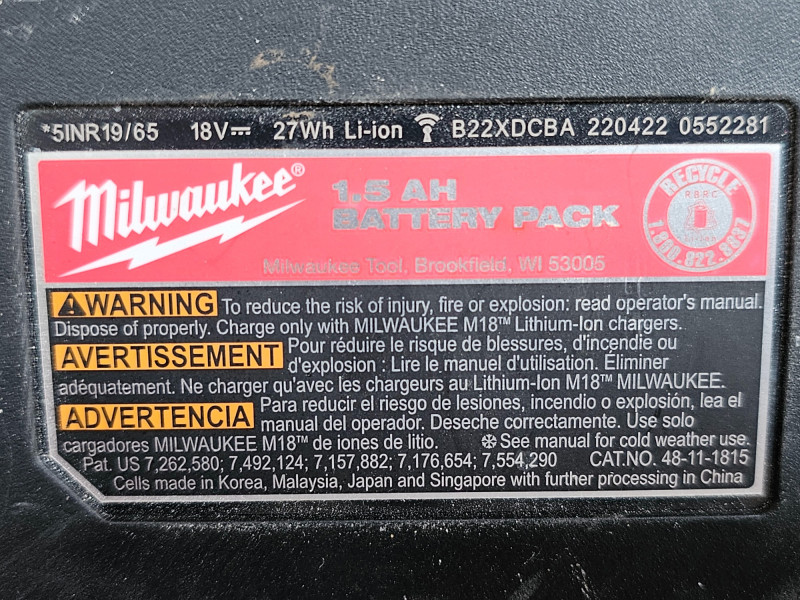 *5INR19/65 18V⎓ 27Wh Li-ion B22XDCBA 220422 0552281
Milwaukee®
1.5 AH
BATTERY PACK
Milwaukee Tool, Brookfield, WI 53005
RECYCLE
RBRC
1.800.822.8837
WARNING To reduce the risk of injury, fire or explosion: read operator's manual.
Dispose of properly. Charge only with MILWAUKEE M18™ Lithium-Ion chargers.
AVERTISSEMENT Pour réduire le risque de blessures, d'incendie ou
d'explosion : Lire le manuel d'utilisation. Éliminer
adéquatement. Ne charger qu'avec les chargeurs au Lithium-Ion M18™ MILWAUKEE.
ADVERTENCIA Para reducir el riesgo de lesiones, incendio o explosión, lea el
manual del operador. Deseche correctamente. Use solo
cargadores MILWAUKEE M18™ de iones de litio. ❄ See manual for cold weather use.
Pat. US 7,262,580; 7,492,124; 7,157,882; 7,176,654; 7,554,290 CAT.NO. 48-11-1815
Cells made in Korea, Malaysia, Japan and Singapore with further processing in China